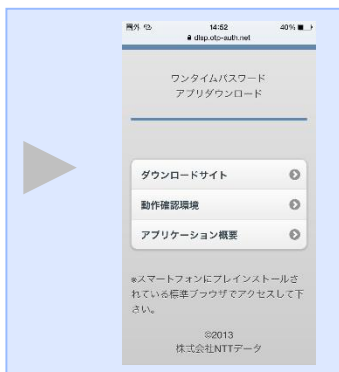 圏外 14:52 40%
disp.otp-auth.net
ワンタイムパスワード
アプリダウンロード
ダウンロードサイト
動作確認環境
アプリケーション概要
※スマートフォンにプレインストールさ
れている標準ブラウザでアクセスして下
さい。
©2013
株式会社NTTデータ